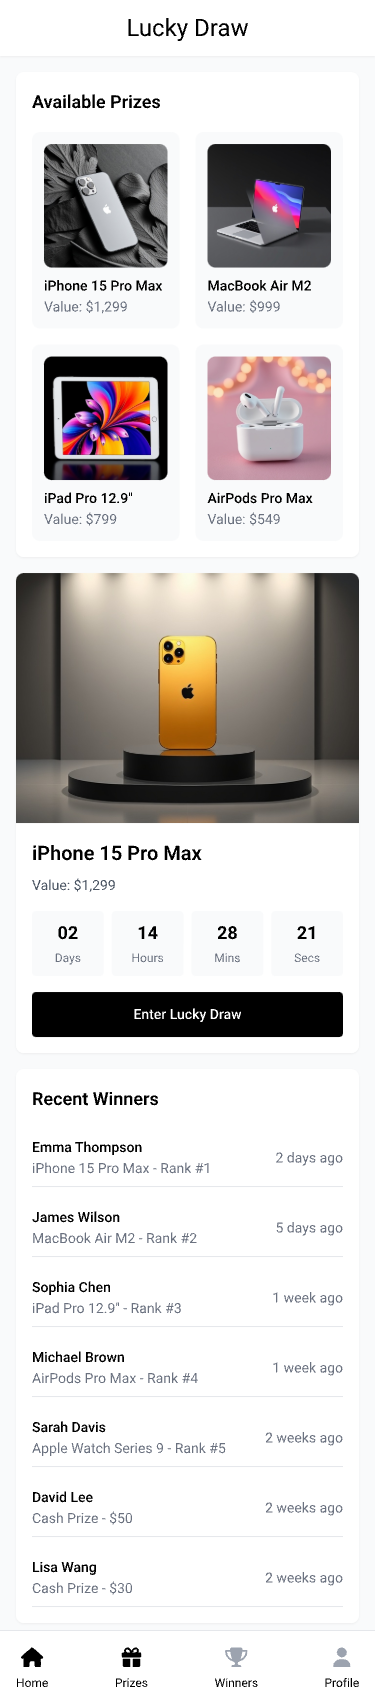 Lucky Draw
Available Prizes
iPhone 15 Pro Max
Value: $1,299
MacBook Air M2
Value: $999
iPad Pro 12.9"
Value: $799
AirPods Pro Max
Value: $549
iPhone 15 Pro Max
Value: $1,299
02
Days
14
Hours
28
Mins
21
Secs
Enter Lucky Draw
Recent Winners
Emma Thompson
iPhone 15 Pro Max - Rank #1
2 days ago
James Wilson
MacBook Air M2 - Rank #2
5 days ago
Sophia Chen
iPad Pro 12.9" - Rank #3
1 week ago
Michael Brown
AirPods Pro Max - Rank #4
1 week ago
Sarah Davis
Apple Watch Series 9 - Rank #5
2 weeks ago
David Lee
Cash Prize - $50
2 weeks ago
Lisa Wang
Cash Prize - $30
2 weeks ago
Home
Prizes
Winners
Profile